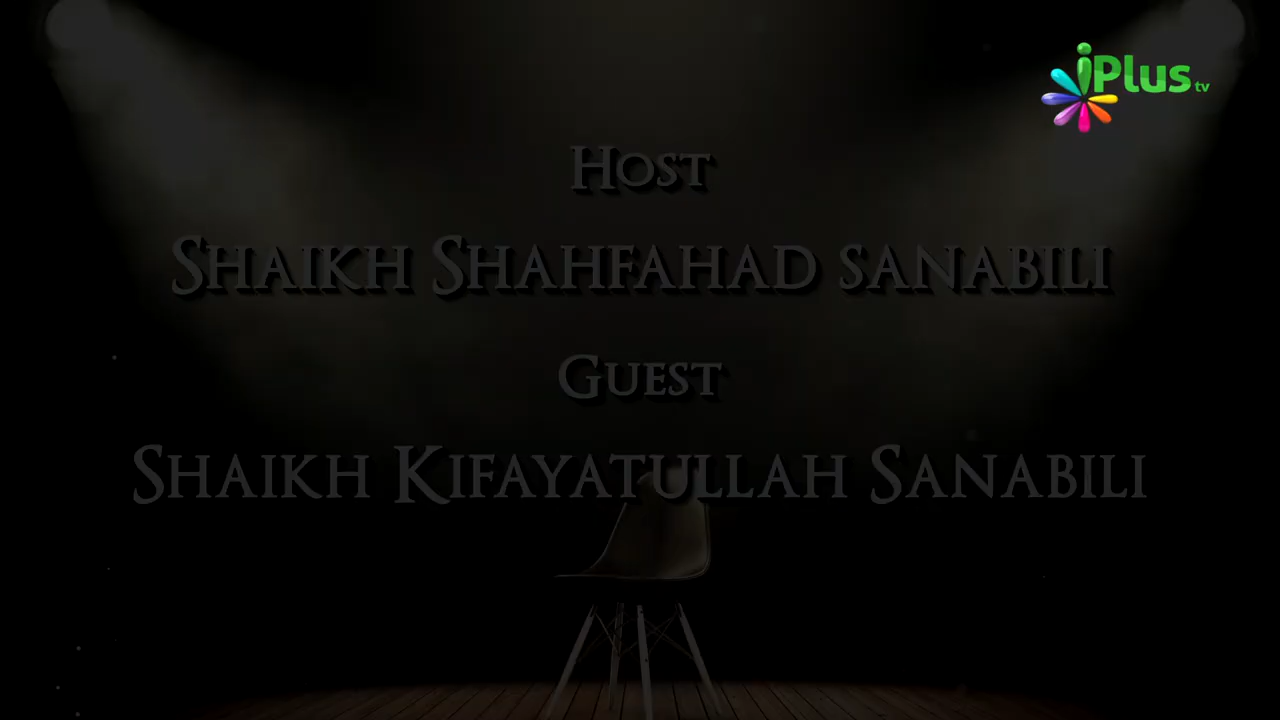 iPlus tv
Host
Shaikh Shahfahad sanabili
Guest
Shaikh Kifayatullah Sanabili